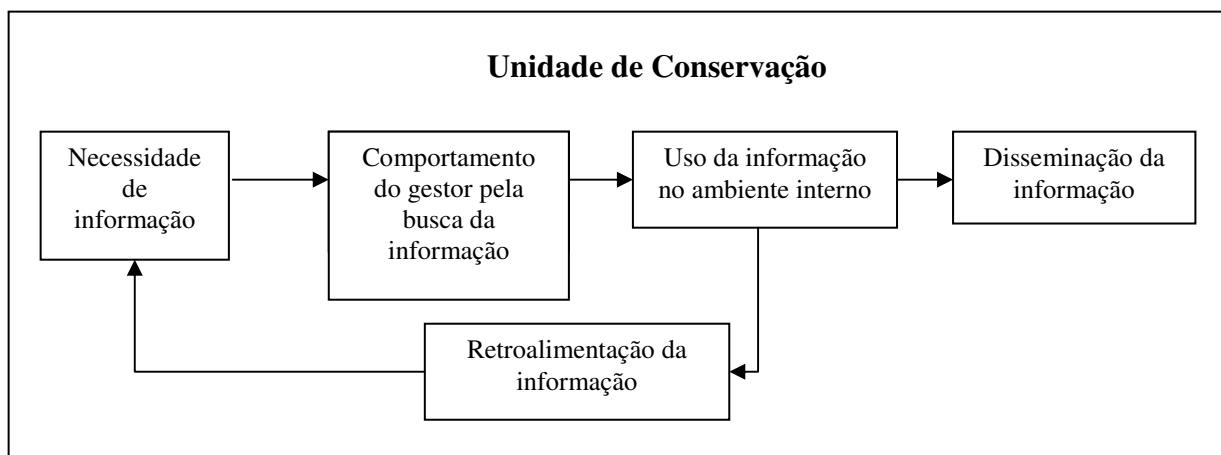 Unidade de Conservação
Necessidade
de
informação
Comportamento
do gestor pela
busca da
informação
Uso da informação
no ambiente interno
Disseminação da
informação
Retroalimentação da
informação